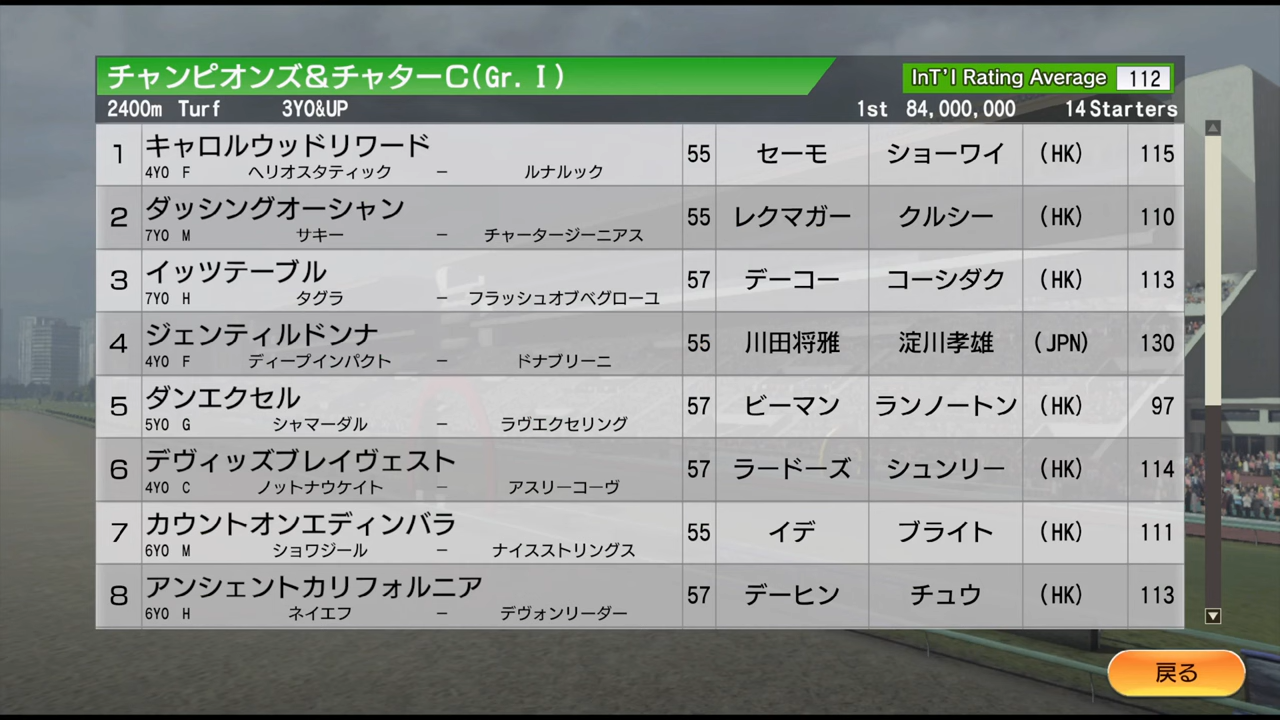 チャンピオンズ&チャターC(Gr.Ⅰ) InT'l Rating Average 112
2400m Turf 3YO&UP 1st 84,000,000 14Starters
1 キャロルウッドリワード 55 セーモ ショーワイ (HK) 115
4YO F ヘリオスタティック － ルナルック
2 ダッシングオーシャン 55 レクマガー クルシー (HK) 110
7YO M サキー － チャータージーニアス
3 イッツテーブル 57 デーコー コーシダク (HK) 113
7YO H タグラ － フラッシュオブベグローユ
4 ジェンティルドンナ 55 川田将雅 淀川孝雄 (JPN) 130
4YO F ディープインパクト － ドナブリーニ
5 ダンエクセル 57 ビーマン ランノートン (HK) 97
5YO G シャマーダル － ラヴエクセリング
6 デヴィッズブレイヴェスト 57 ラードーズ シュンリー (HK) 114
4YO C ノットナウケイト － アスリーコーヴ
7 カウントオンエディンバラ 55 イデ ブライト (HK) 111
6YO M ショワジール － ナイスストリングス
8 アンシェントカリフォルニア 57 デーヒン チュウ (HK) 113
6YO H ネイエフ － デヴォンリーダー
戻る